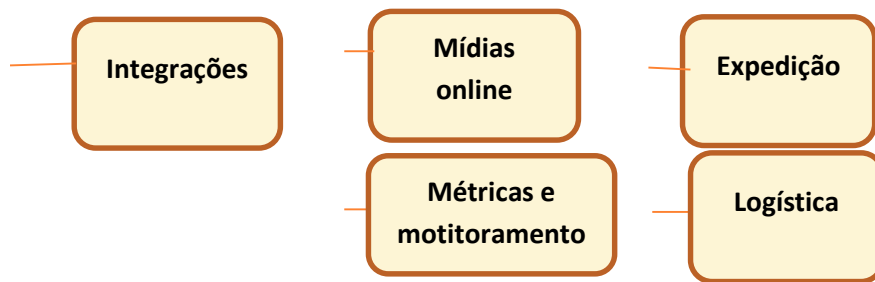 Integrações
Mídias
online
Expedição
Métricas e
motitoramento
Logística